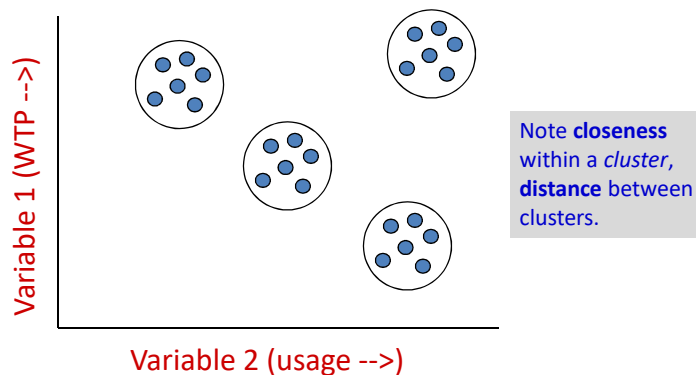 Variable 1 (WTP -->)
Note closeness
within a cluster,
distance between
clusters.
Variable 2 (usage -->)